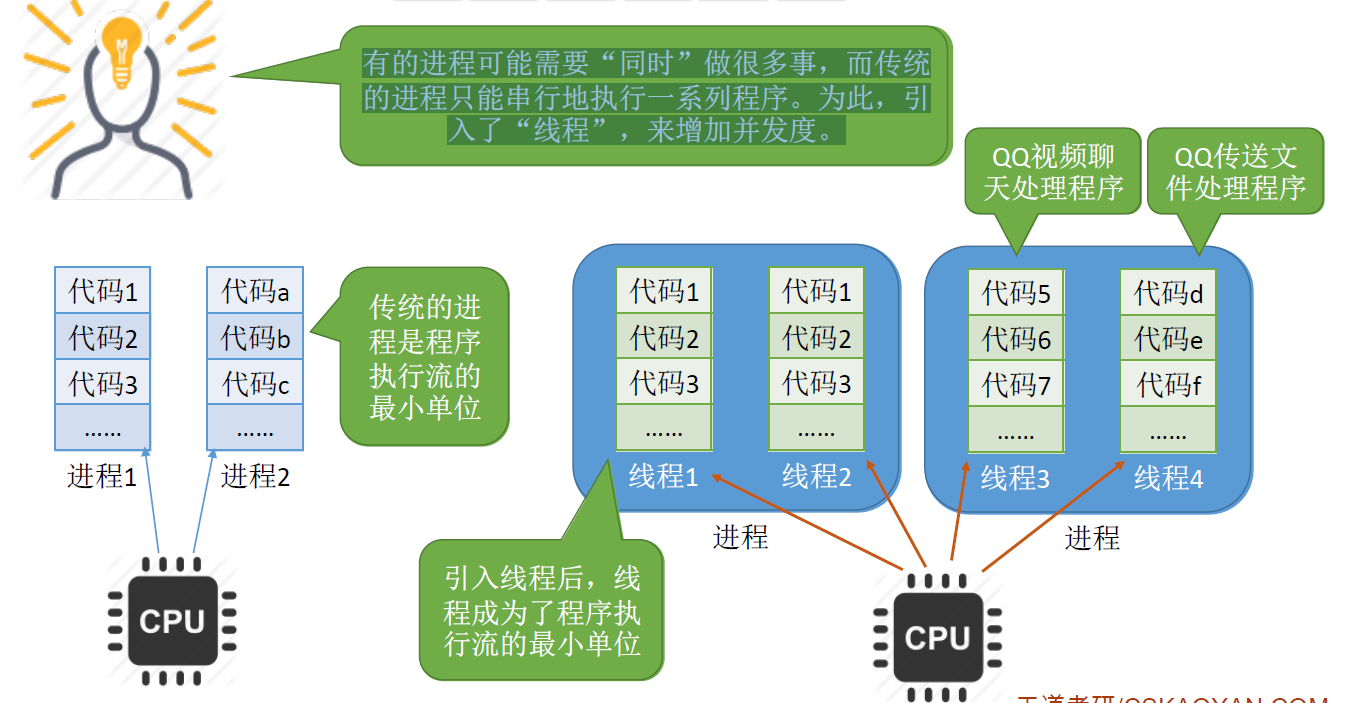 有的进程可能需要“同时”做很多事，而传统
的进程只能串行地执行一系列程序。为此，引
入了“线程”，来增加并发度。
QQ视频聊
天处理程序
QQ传送文
件处理程序
代码1
代码2
代码3
……
进程1
代码a
代码b
代码c
……
进程2
传统的进
程是程序
执行流的
最小单位
代码1
代码2
代码3
……
线程1
代码1
代码2
代码3
……
线程2
进程
代码5
代码6
代码7
……
线程3
代码d
代码e
代码f
……
线程4
进程
引入线程后，线
程成为了程序执
行流的最小单位
CPU
CPU
王道考研/CSKAOYAN.COM